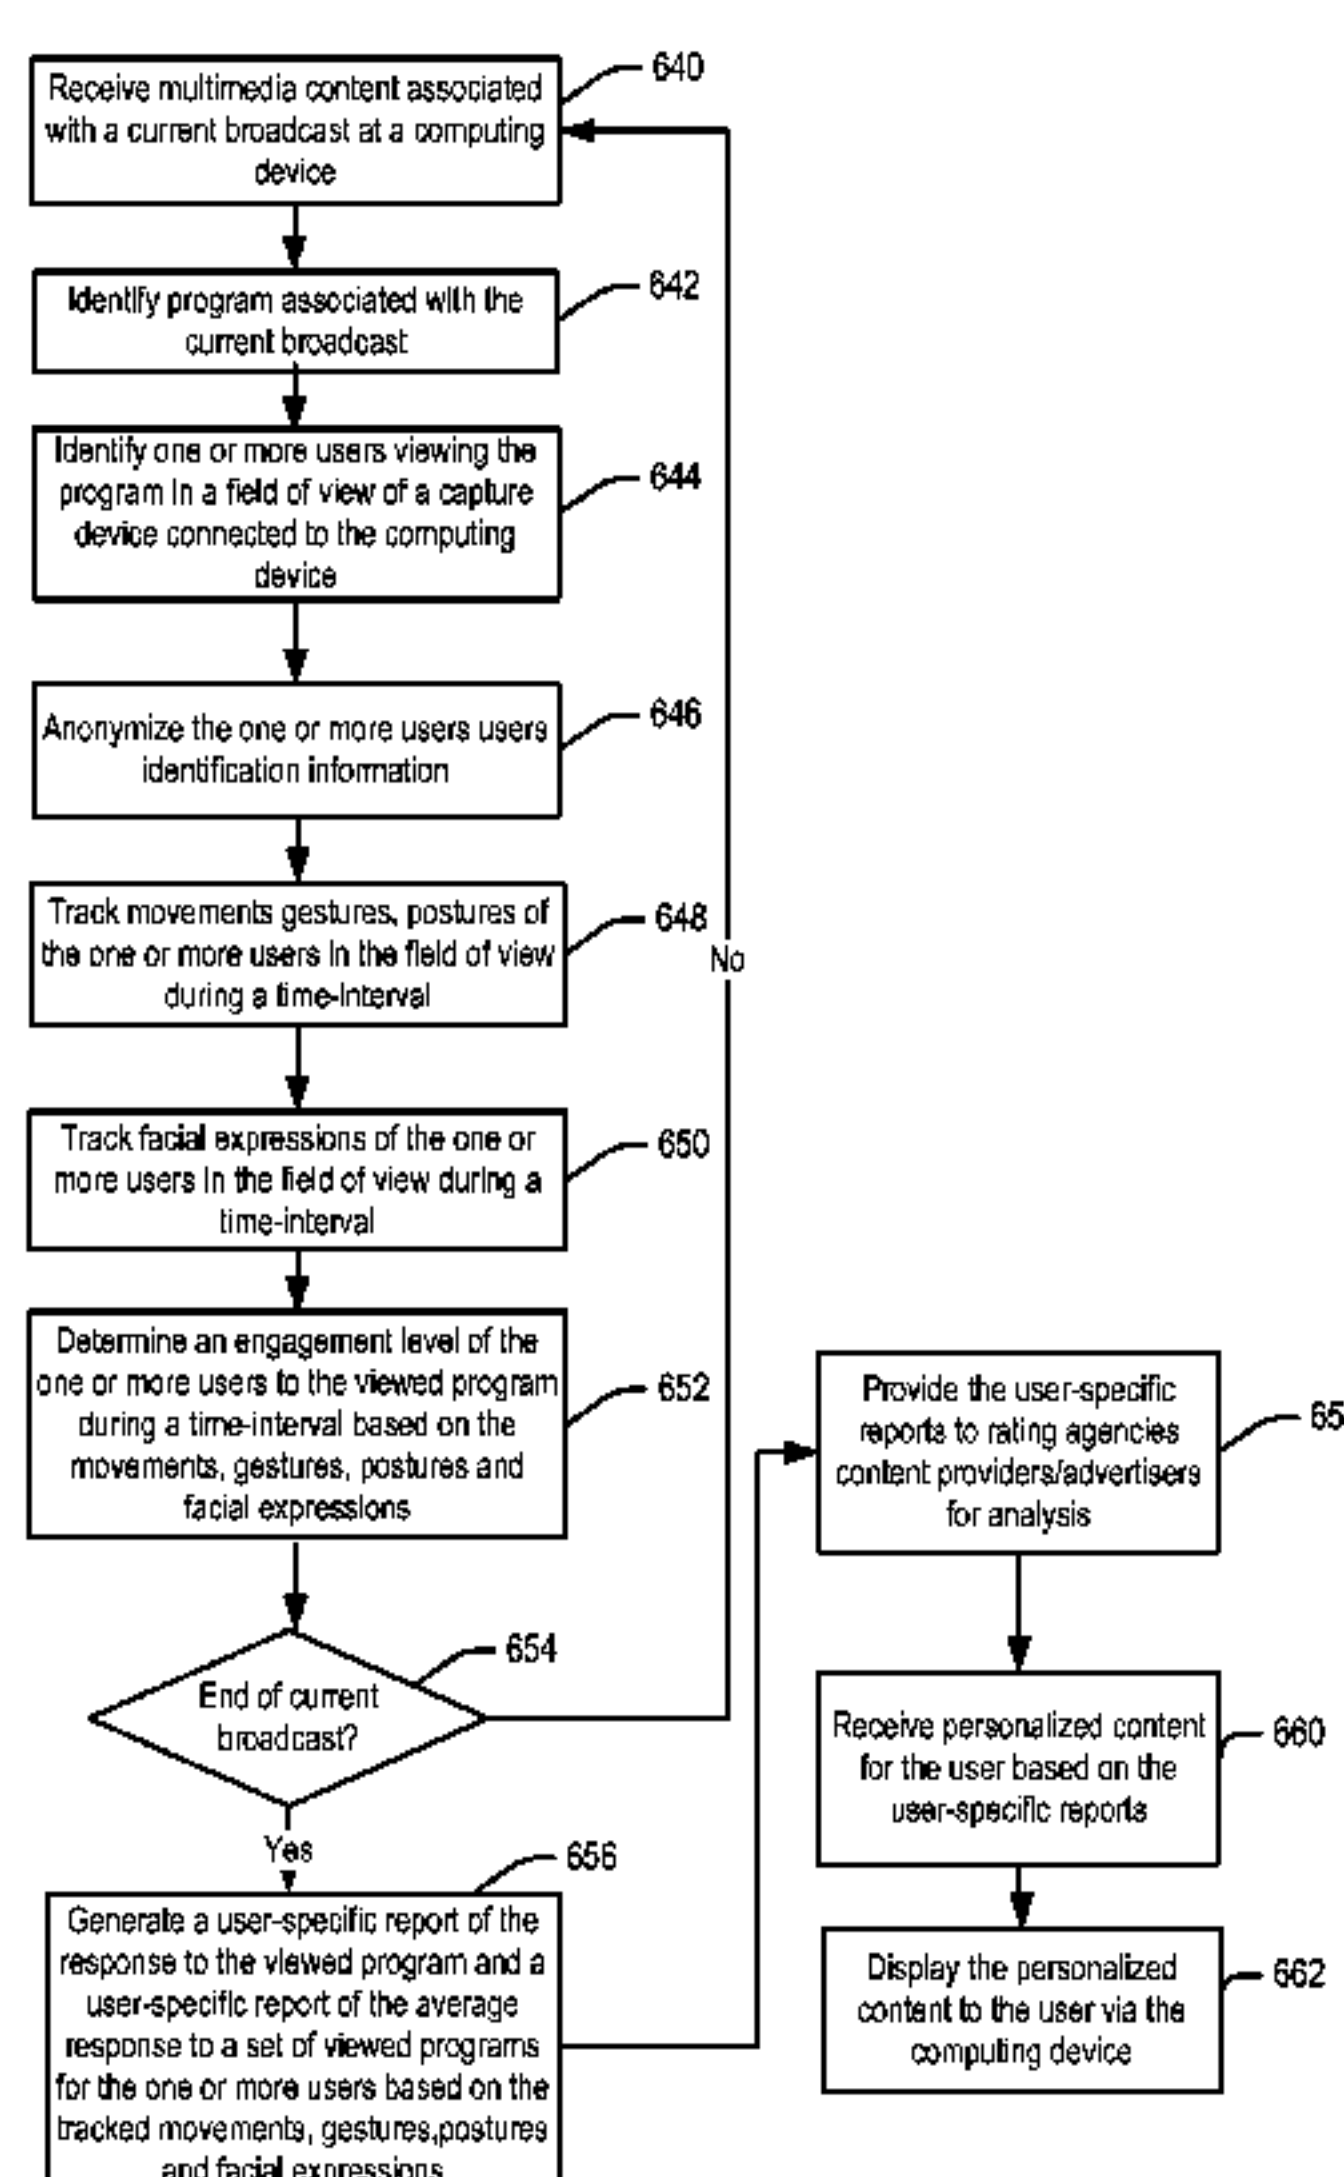 Receive multimedia content associated
with a current broadcast at a computing
device
640
Identify program associated with the
current broadcast
642
Identify one or more users viewing the
program in a field of view of a capture
device connected to the computing
device
644
Anonymize the one or more users users
identification information
646
Track movements gestures, postures of
the one or more users in the field of view
during a time-interval
648
No
Track facial expressions of the one or
more users in the field of view during a
time-interval
650
Determine an engagement level of the
one or more users to the viewed program
during a time-interval based on the
movements, gestures, postures and
facial expressions
652
End of current
broadcast?
654
Yes
Generate a user-specific report of the
response to the viewed program and a
user-specific report of the average
response to a set of viewed programs
for the one or more users based on the
tracked movements, gestures,postures
and facial expressions
656
Provide the user-specific
reports to rating agencies
content providers/advertisers
for analysis
65
Receive personalized content
for the user based on the
user-specific reports
660
Display the personalized
content to the user via the
computing device
662